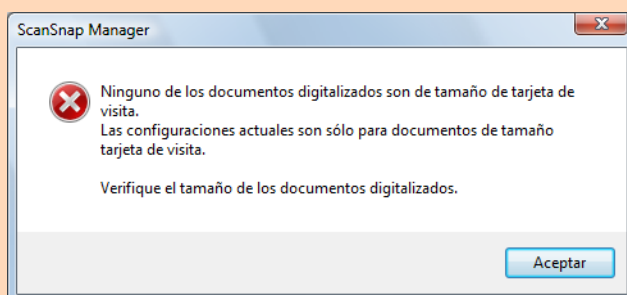 ScanSnap Manager
Ninguno de los documentos digitalizados son de tamaño de tarjeta de
visita.
Las configuraciones actuales son sólo para documentos de tamaño
tarjeta de visita.
Verifique el tamaño de los documentos digitalizados.
Aceptar